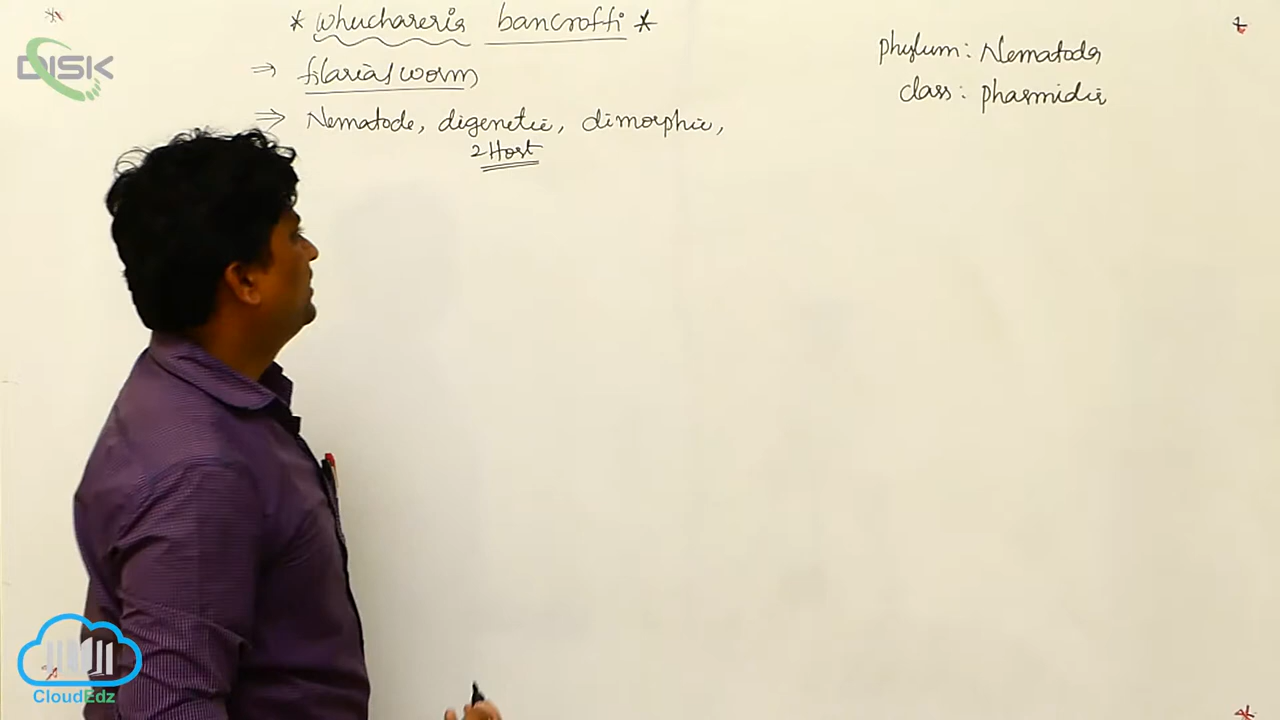 DISK
* Whuchareria bancrofti *
⇒ filarial worm
⇒ Nematode, digenetic, dimorphic,
2 Host
phylum: Nematoda
class: phasmidia
CloudEdz